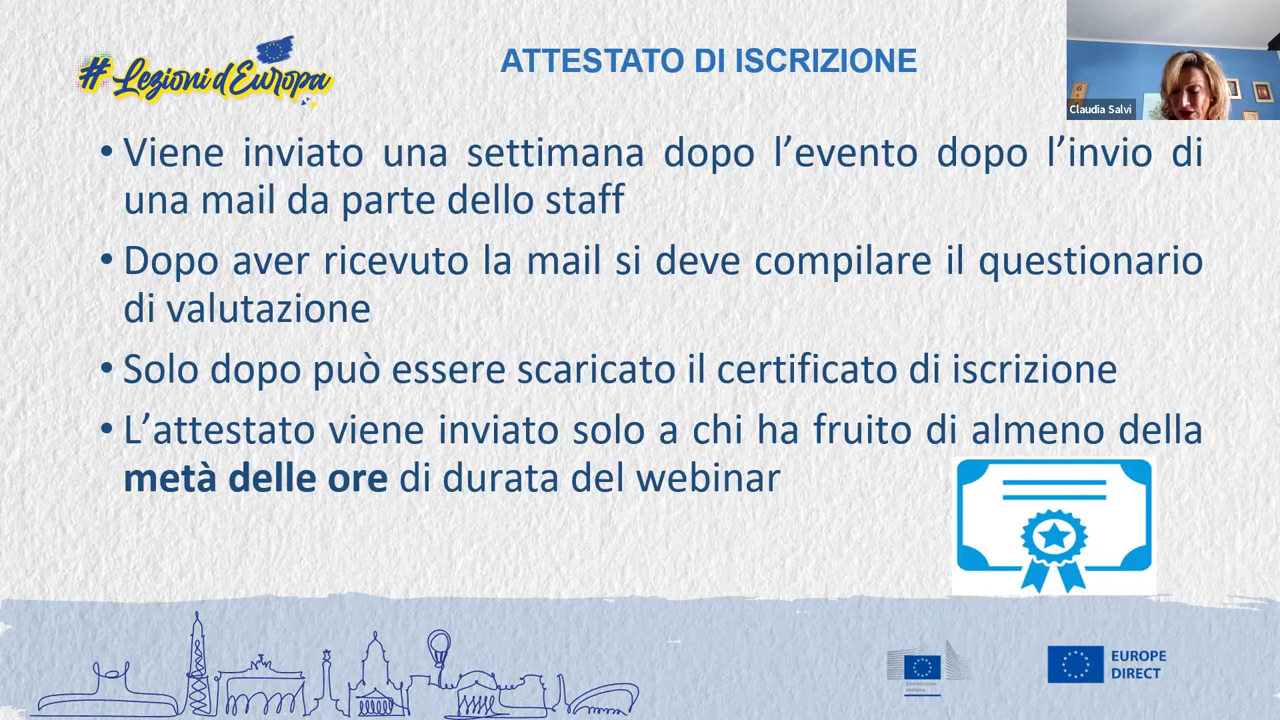 #Lezionid'Europa
ATTESTATO DI ISCRIZIONE
Claudia Salvi
• Viene inviato una settimana dopo l’evento dopo l’invio di
una mail da parte dello staff
• Dopo aver ricevuto la mail si deve compilare il questionario
di valutazione
• Solo dopo può essere scaricato il certificato di iscrizione
• L’attestato viene inviato solo a chi ha fruito di almeno della
metà delle ore di durata del webinar
EUROPE
DIRECT